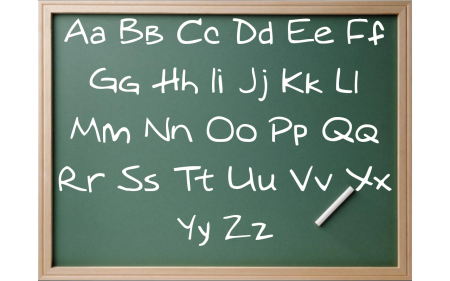 Aa Bb Cc Dd Ee Ff
Gg Hh Ii Jj Kk Ll
Mm Nn Oo Pp Qq
Rr Ss Tt Uu Vv Xx
Yy Zz